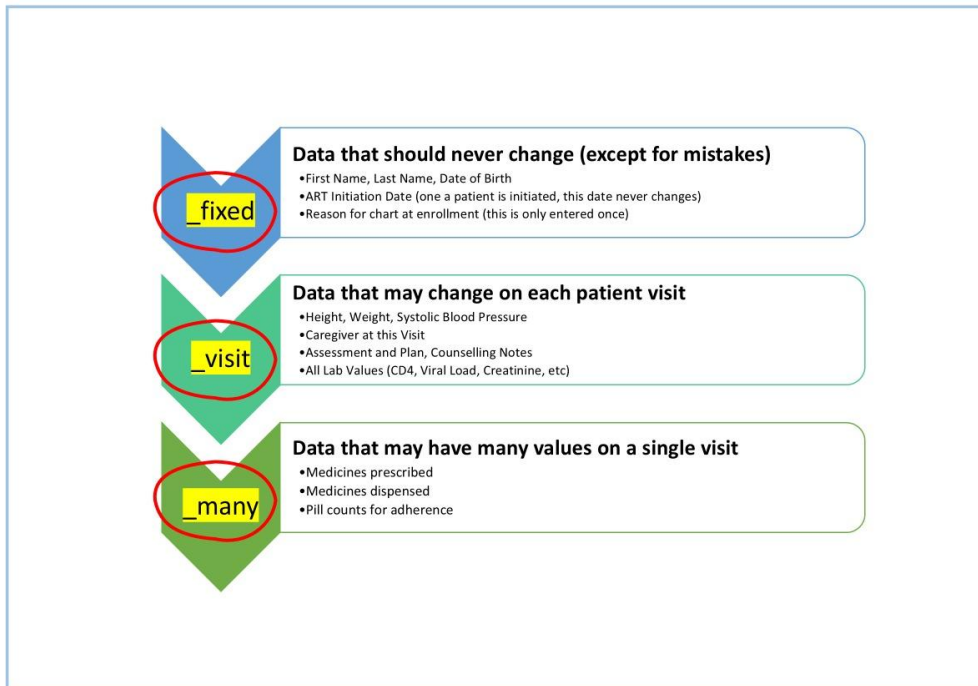 _fixed
Data that should never change (except for mistakes)
•First Name, Last Name, Date of Birth
•ART Initiation Date (one a patient is initiated, this date never changes)
•Reason for chart at enrollment (this is only entered once)
_visit
Data that may change on each patient visit
•Height, Weight, Systolic Blood Pressure
•Caregiver at this Visit
•Assessment and Plan, Counselling Notes
•All Lab Values (CD4, Viral Load, Creatinine, etc)
_many
Data that may have many values on a single visit
•Medicines prescribed
•Medicines dispensed
•Pill counts for adherence